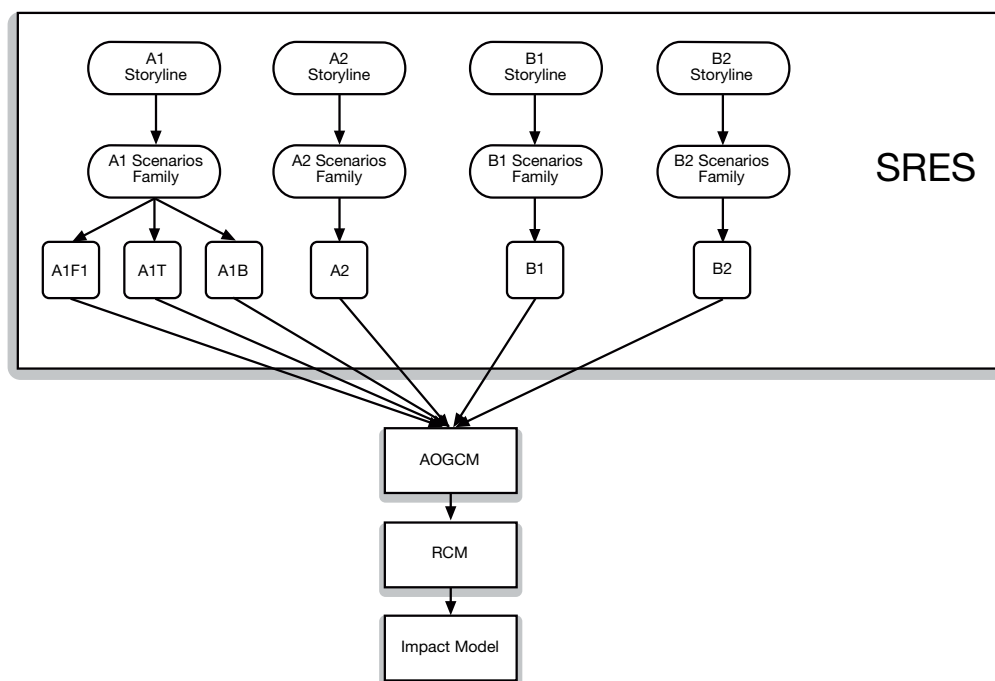 A1
Storyline
A2
Storyline
B1
Storyline
B2
Storyline
A1 Scenarios
Family
A2 Scenarios
Family
B1 Scenarios
Family
B2 Scenarios
Family
SRES
A1F1
A1T
A1B
A2
B1
B2
AOGCM
RCM
Impact Model